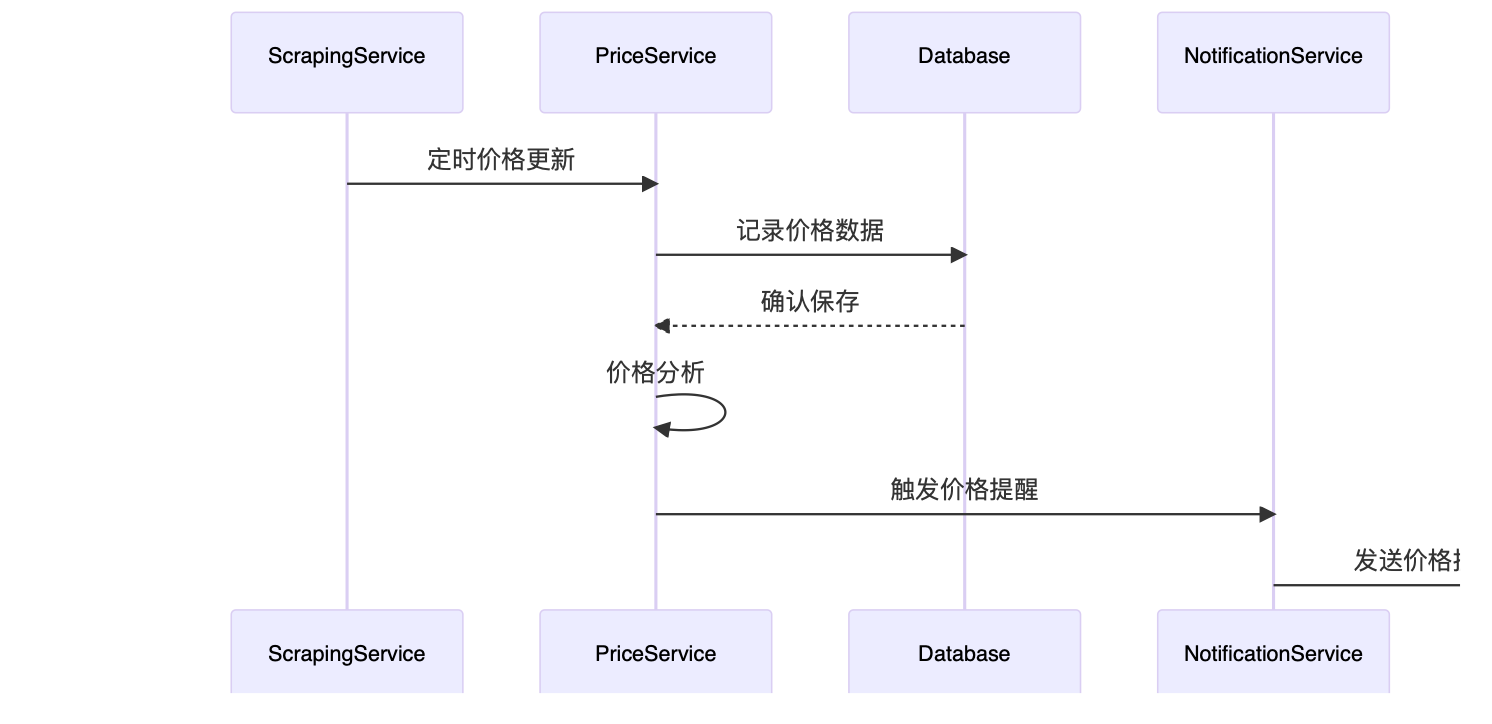 ScrapingService
PriceService
Database
NotificationService
定时价格更新
记录价格数据
确认保存
价格分析
触发价格提醒
发送价格
ScrapingService
PriceService
Database
NotificationService